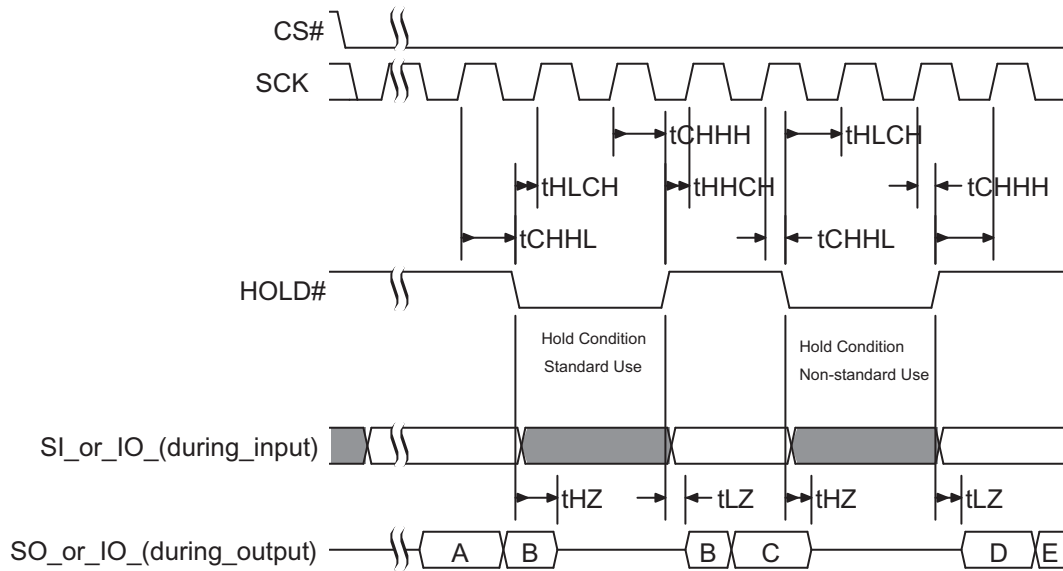 CS#
SCK
tCHHH
tHLCH
tHLCH
tHHCH
tCHHH
tCHHL
tCHHL
HOLD#
Hold Condition
Standard Use
Hold Condition
Non-standard Use
SI_or_IO_(during_input)
tHZ
tLZ
tHZ
tLZ
SO_or_IO_(during_output)
A
B
B
C
D
E